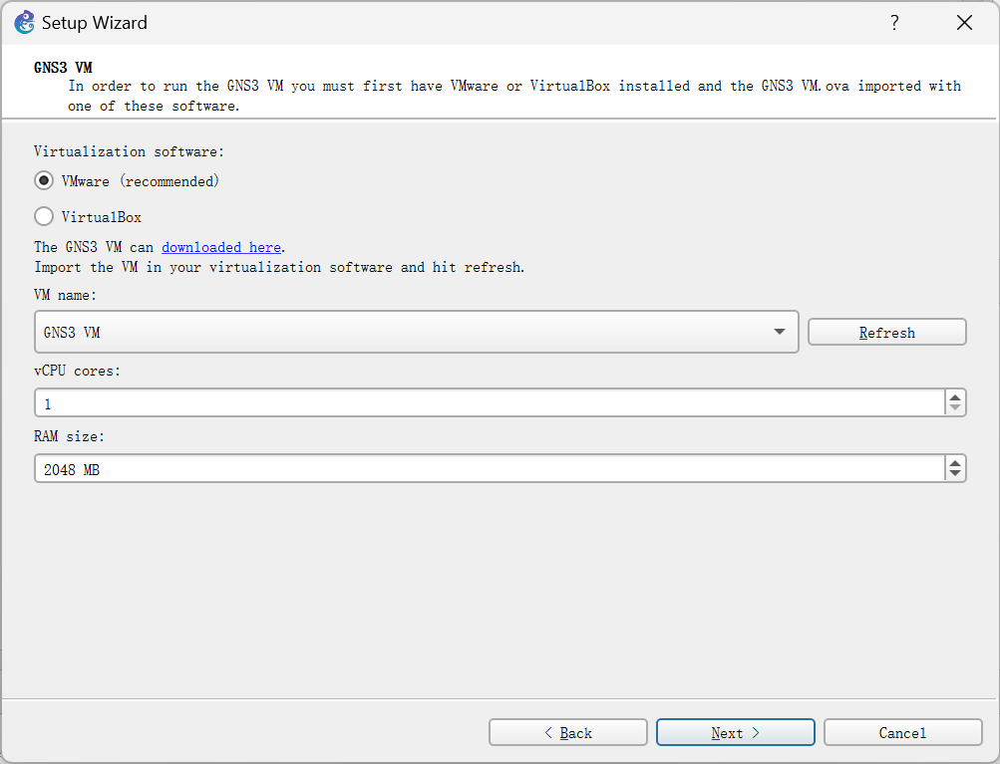 Setup Wizard
?
GNS3 VM
In order to run the GNS3 VM you must first have VMware or VirtualBox installed and the GNS3 VM.ova imported with
one of these software.
Virtualization software:
VMware (recommended)
VirtualBox
The GNS3 VM can downloaded here.
Import the VM in your virtualization software and hit refresh.
VM name:
GNS3 VM
Refresh
vCPU cores:
1
RAM size:
2048 MB
< Back
Next >
Cancel